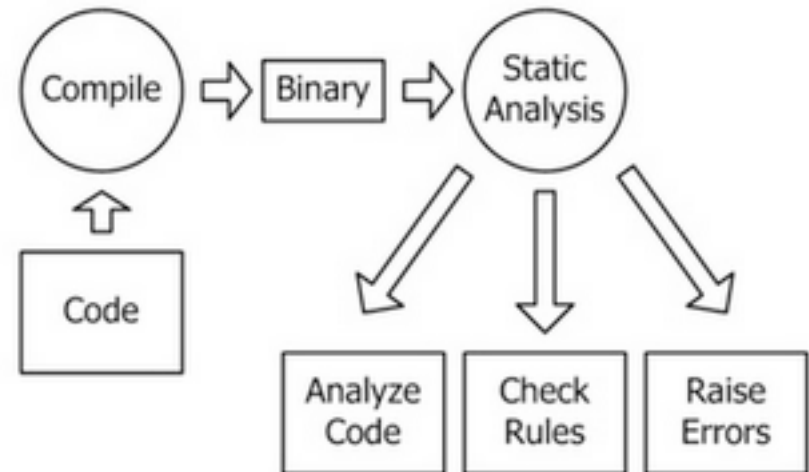 Compile
Binary
Static
Analysis
Code
Analyze
Code
Check
Rules
Raise
Errors